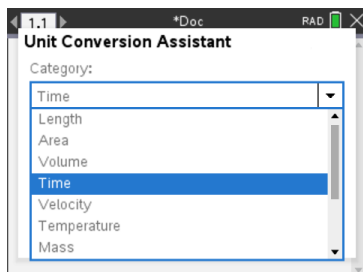 1.1 *Doc RAD
Unit Conversion Assistant
Category:
Time
Length
Area
Volume
Time
Velocity
Temperature
Mass